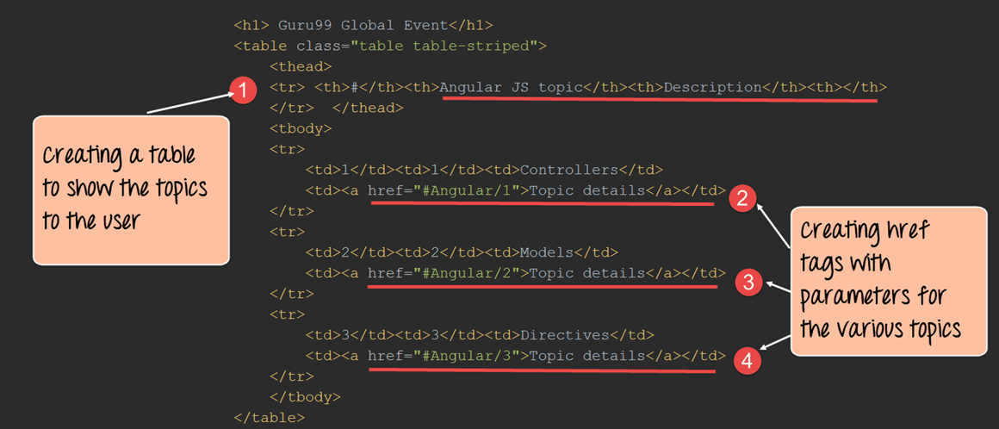 <h1> Guru99 Global Event</h1>
<table class="table table-striped">
<thead>
<tr> <th>#</th><th>Angular JS topic</th><th>Description</th><th></th>
</tr>  </thead>
<tbody>
<tr>
<td>1</td><td>1</td><td>Controllers</td>
<td><a href="#Angular/1">Topic details</a></td>
</tr>
<tr>
<td>2</td><td>2</td><td>Models</td>
<td><a href="#Angular/2">Topic details</a></td>
</tr>
<tr>
<td>3</td><td>3</td><td>Directives</td>
<td><a href="#Angular/3">Topic details</a></td>
</tr>
</tbody>
</table>
1
Creating a table
to show the topics
to the user
2
3
4
Creating href
tags with
parameters for
the various topics